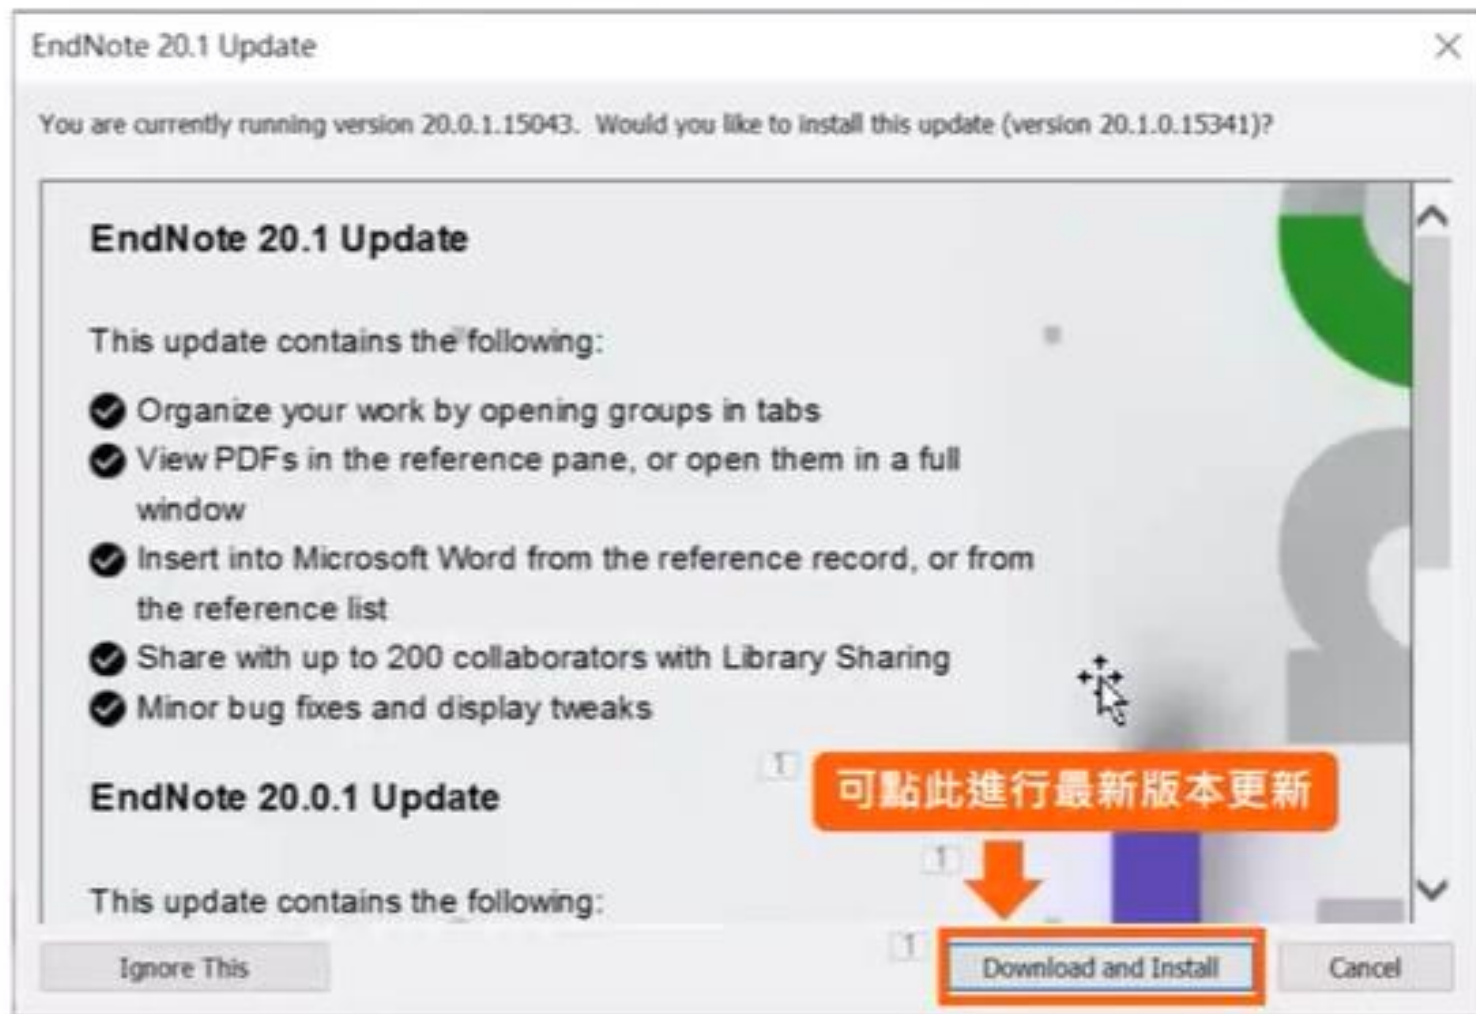 EndNote 20.1 Update
You are currently running version 20.0.1.15043. Would you like to install this update (version 20.1.0.15341)?
EndNote 20.1 Update
This update contains the following:
Organize your work by opening groups in tabs
View PDFs in the reference pane, or open them in a full
window
Insert into Microsoft Word from the reference record, or from
the reference list
Share with up to 200 collaborators with Library Sharing
Minor bug fixes and display tweaks
1
可點此進行最新版本更新
EndNote 20.0.1 Update
1
This update contains the following:
Ignore This
1
Download and Install
Cancel